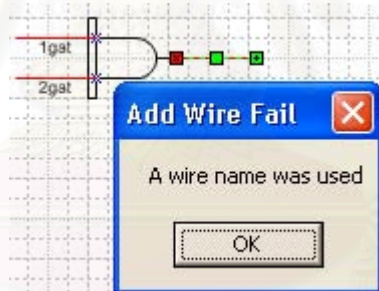 1gat
2gat
Add Wire Fail
A wire name was used
OK